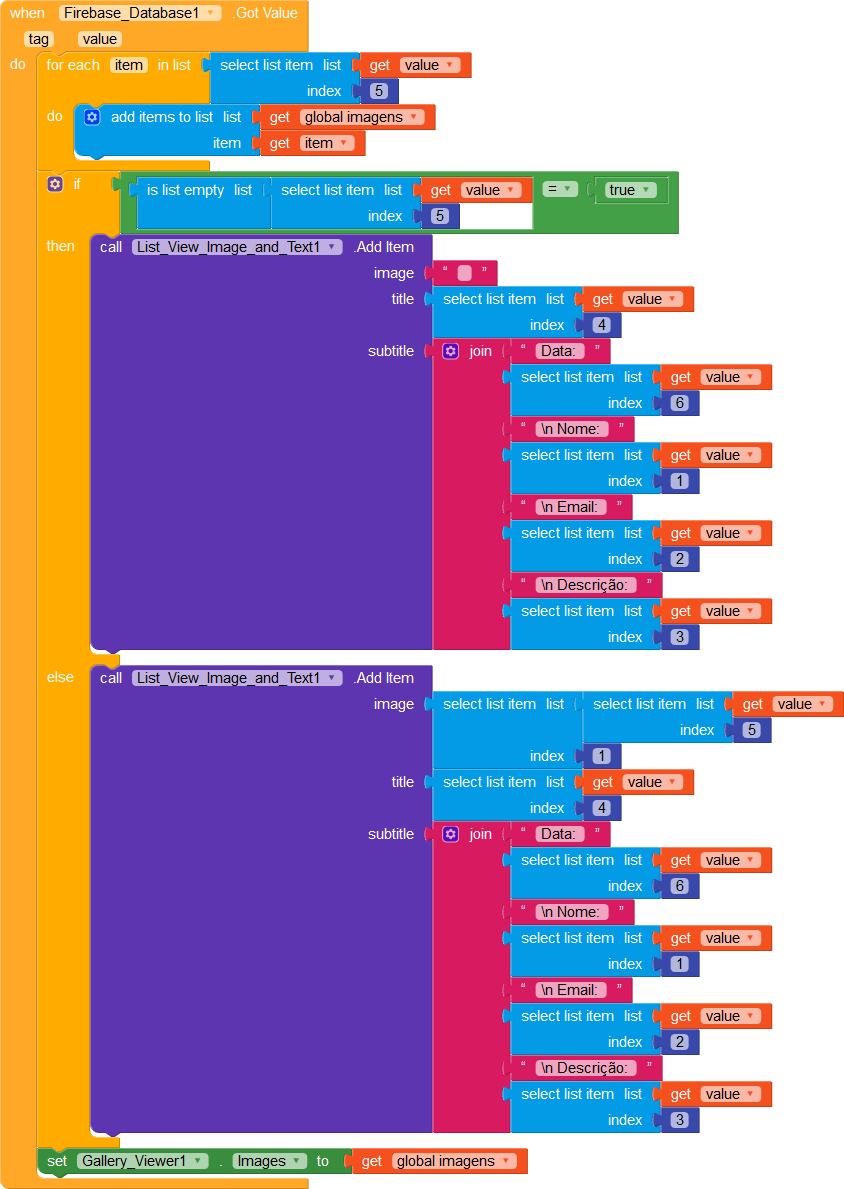 when Firebase_Database1 .Got Value
tag value
do for each item in list select list item list get value
index 5
do add items to list list get global imagens
item get item
if is list empty list select list item list get value = true
index 5
then call List_View_Image_and_Text1 .Add Item
image “ ”
title select list item list get value
index 4
subtitle join “ Data: ”
select list item list get value
index 6
“ \n Nome: ”
select list item list get value
index 1
“ \n Email: ”
select list item list get value
index 2
“ \n Descrição: ”
select list item list get value
index 3
else call List_View_Image_and_Text1 .Add Item
image select list item list select list item list get value
index 5
index 1
title select list item list get value
index 4
subtitle join “ Data: ”
select list item list get value
index 6
“ \n Nome: ”
select list item list get value
index 1
“ \n Email: ”
select list item list get value
index 2
“ \n Descrição: ”
select list item list get value
index 3
set Gallery_Viewer1 . Images to get global imagens